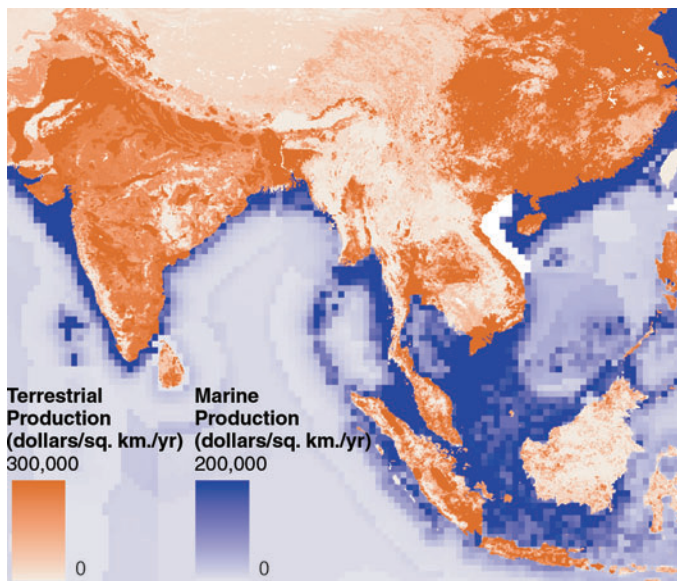 Terrestrial
Production
(dollars/sq. km./yr)
300,000
0
Marine
Production
(dollars/sq. km./yr)
200,000
0